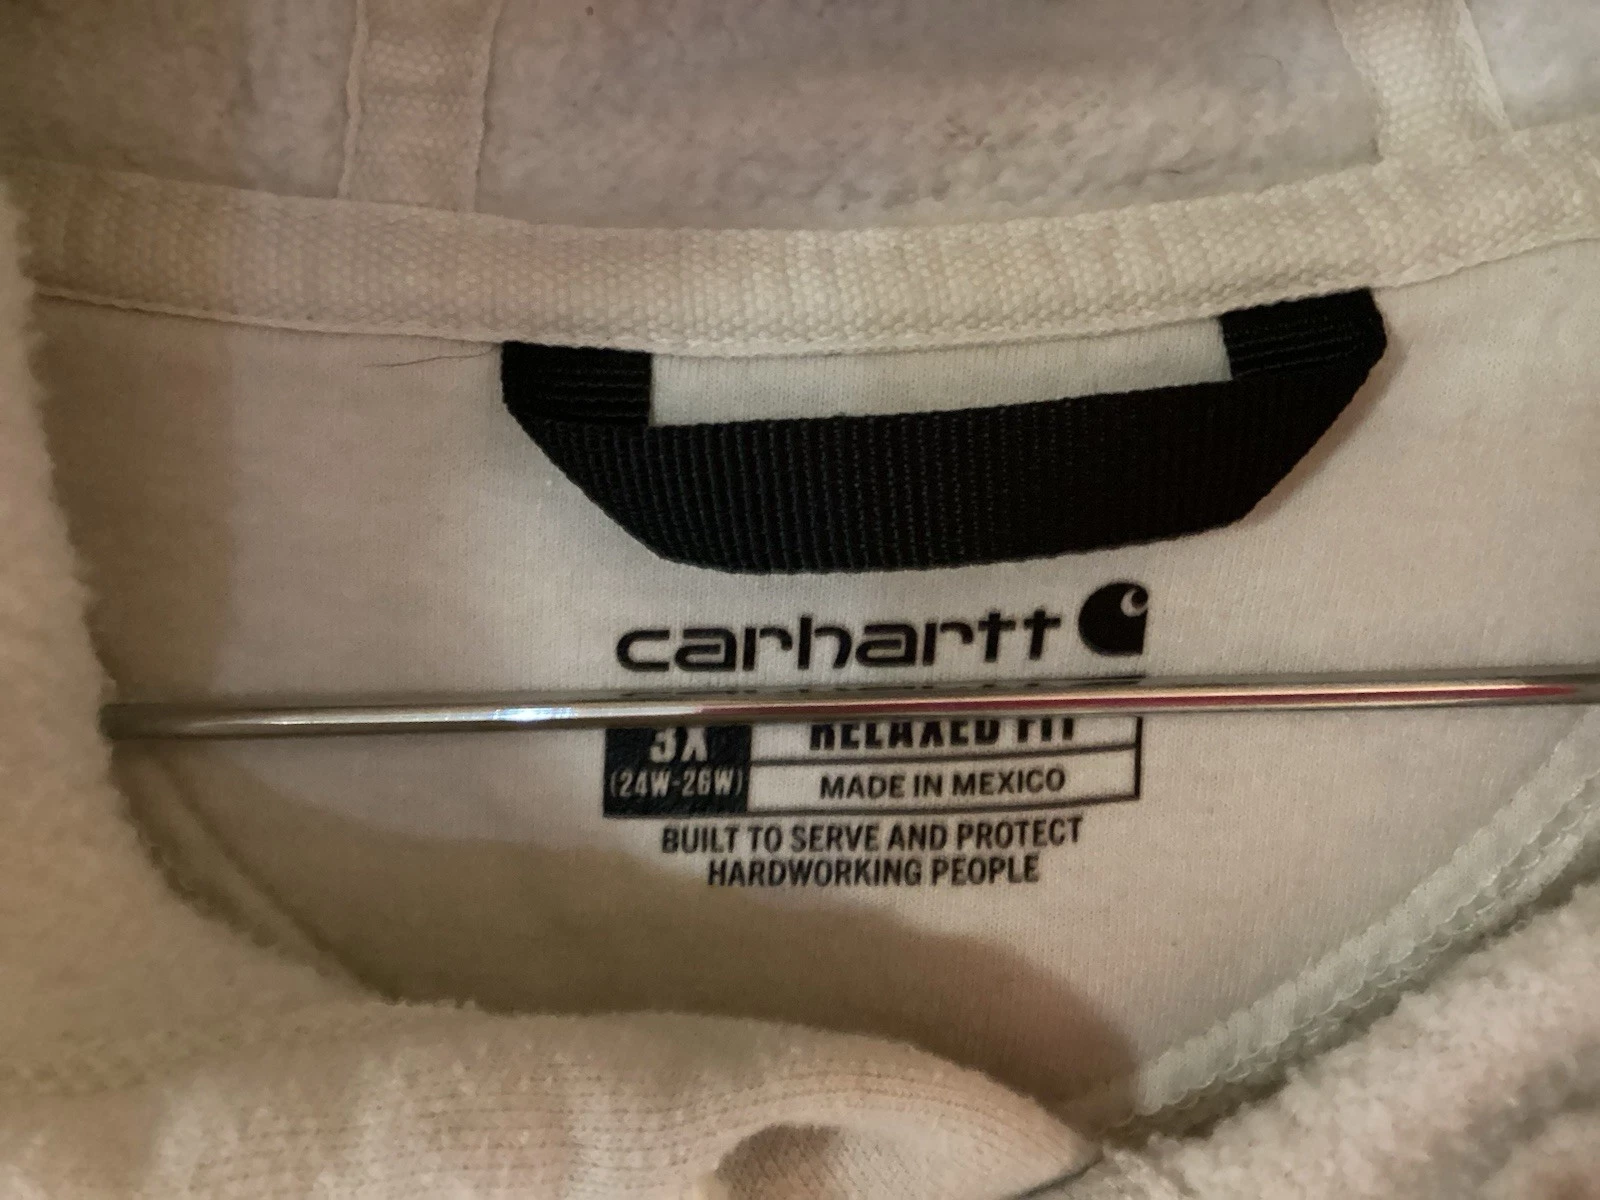 carhartt
3X
RELAXED FIT
(24W-26W)
MADE IN MEXICO
BUILT TO SERVE AND PROTECT
HARDWORKING PEOPLE